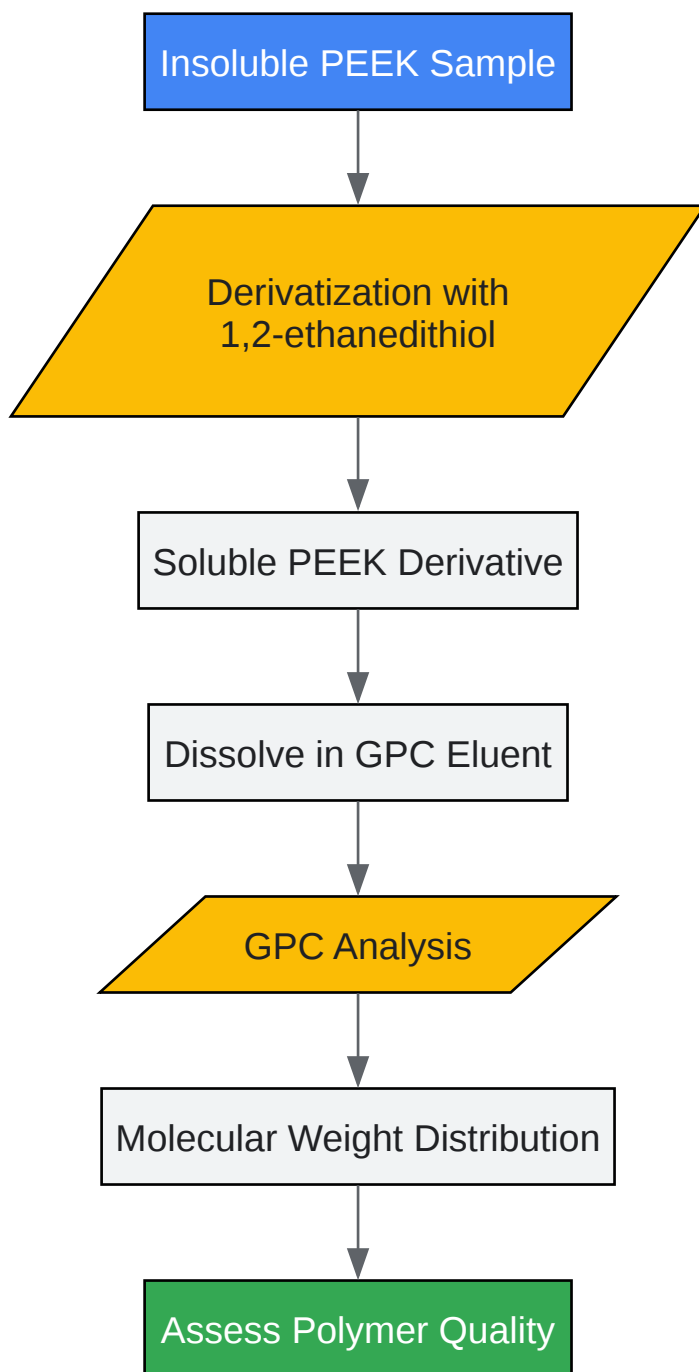 Insoluble PEEK Sample
Derivatization with
1,2-ethanedithiol
Soluble PEEK Derivative
Dissolve in GPC Eluent
GPC Analysis
Molecular Weight Distribution
Assess Polymer Quality